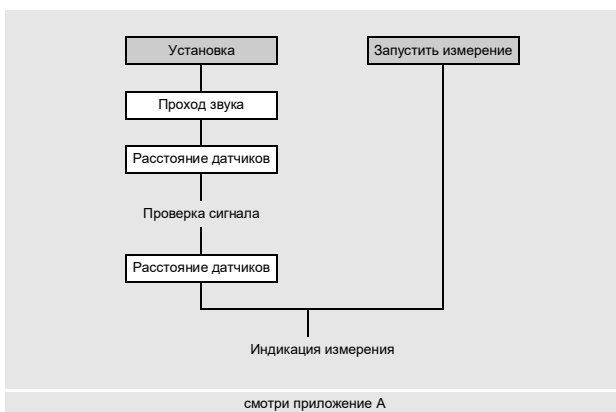 Установка
Запустить измерение
Проход звука
Расстояние датчиков
Проверка сигнала
Расстояние датчиков
Индикация измерения
смотри приложение А